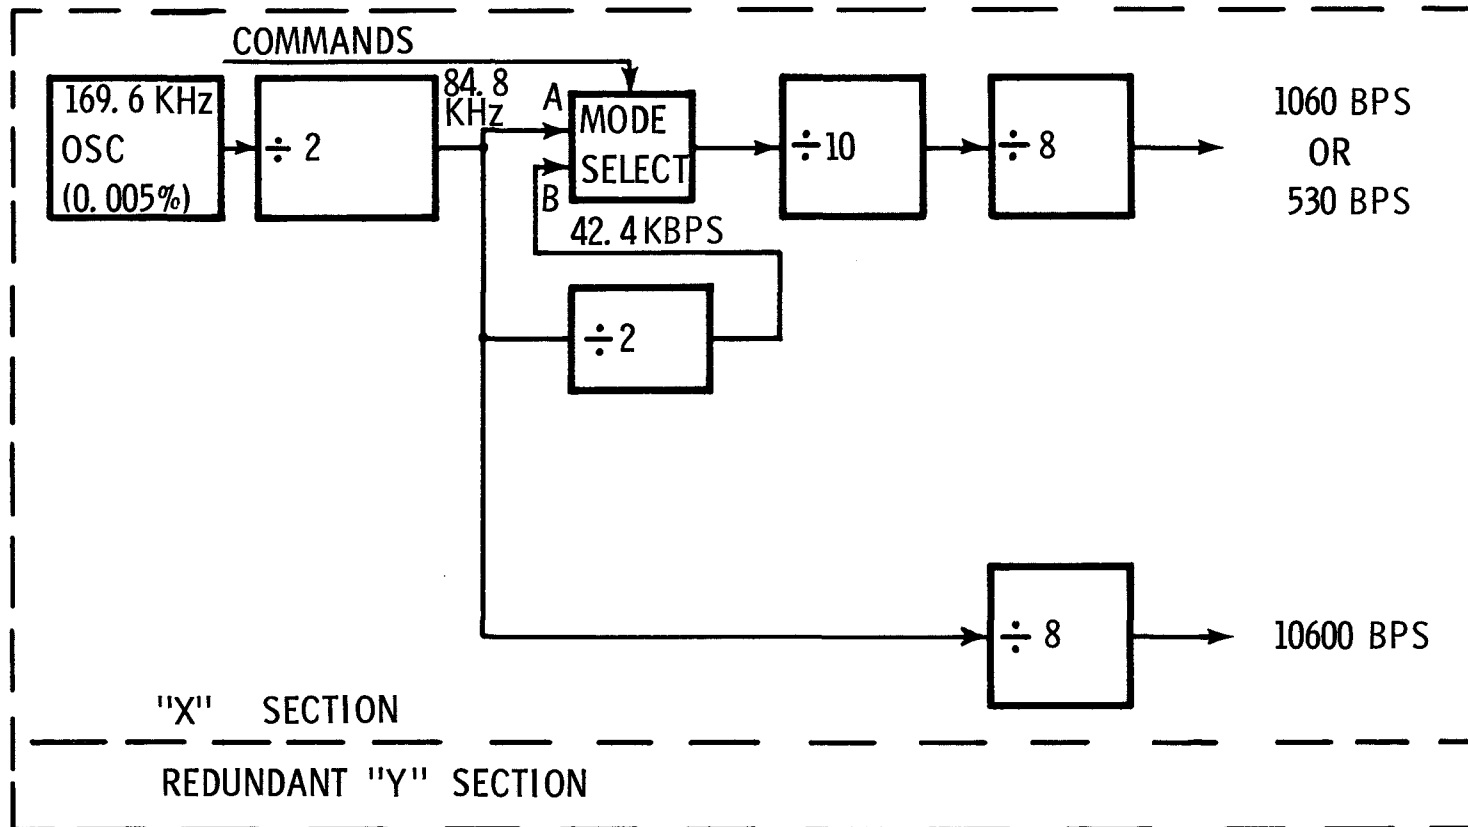 COMMANDS
169.6 KHz
OSC
(0.005%)
÷ 2
84.8
KHz
A
B
MODE
SELECT
÷10
÷ 8
1060 BPS
OR
530 BPS
42.4 KBPS
÷2
÷ 8
10600 BPS
"X" SECTION
REDUNDANT "Y" SECTION